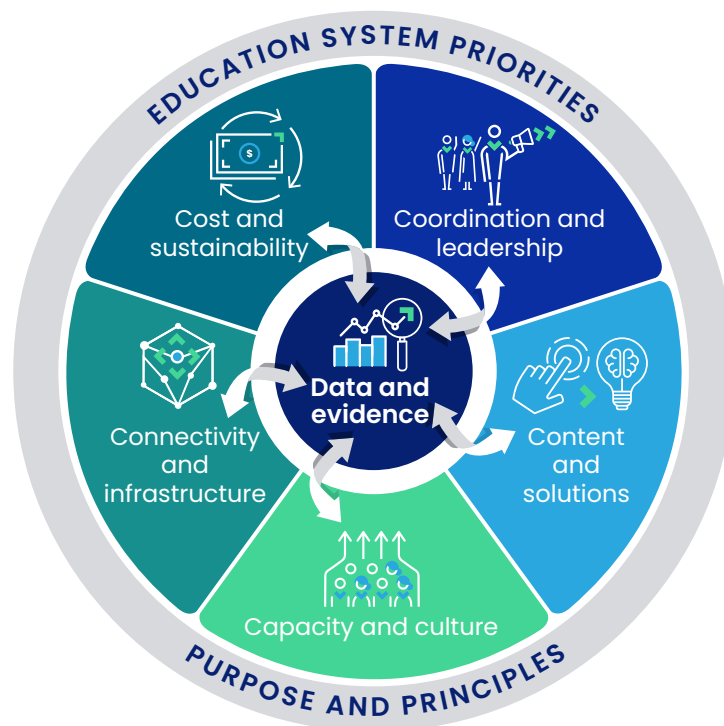 EDUCATION SYSTEM PRIORITIES
$
Cost and
sustainability
Coordination and
leadership
Data and
evidence
Connectivity
and
infrastructure
Content
and
solutions
Capacity and culture
PURPOSE AND PRINCIPLES